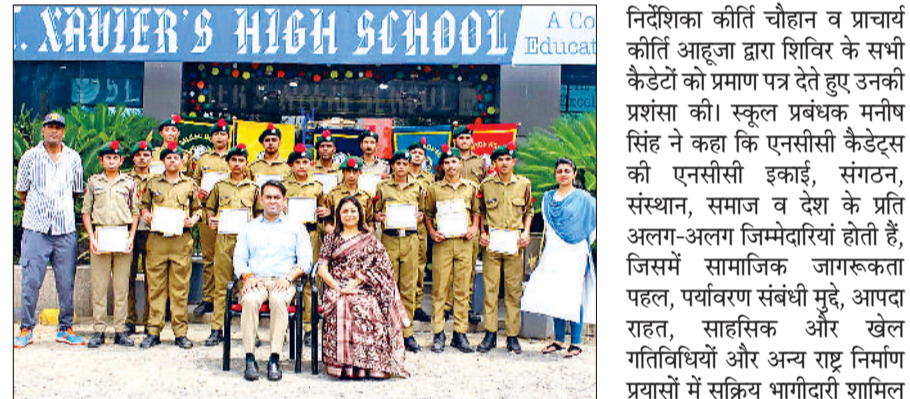 . XAVIER'S HIGH SCHOOL
A Co
Educat
निर्देशिका कीर्ति चौहान व प्राचार्य
कीर्ति आहूजा द्वारा शिविर के सभी
कैडेटों को प्रमाण पत्र देते हुए उनकी
प्रशंसा की। स्कूल प्रबंधक मनीष
सिंह ने कहा कि एनसीसी कैडेट्स
की एनसीसी इकाई, संगठन,
संस्थान, समाज व देश के प्रति
अलग-अलग जिम्मेदारियां होती हैं,
जिसमें सामाजिक जागरूकता
पहल, पर्यावरण संबंधी मुद्दे, आपदा
राहत, साहसिक और खेल
गतिविधियों और अन्य राष्ट्र निर्माण
प्रयासों में सक्रिय भागीदारी शामिल